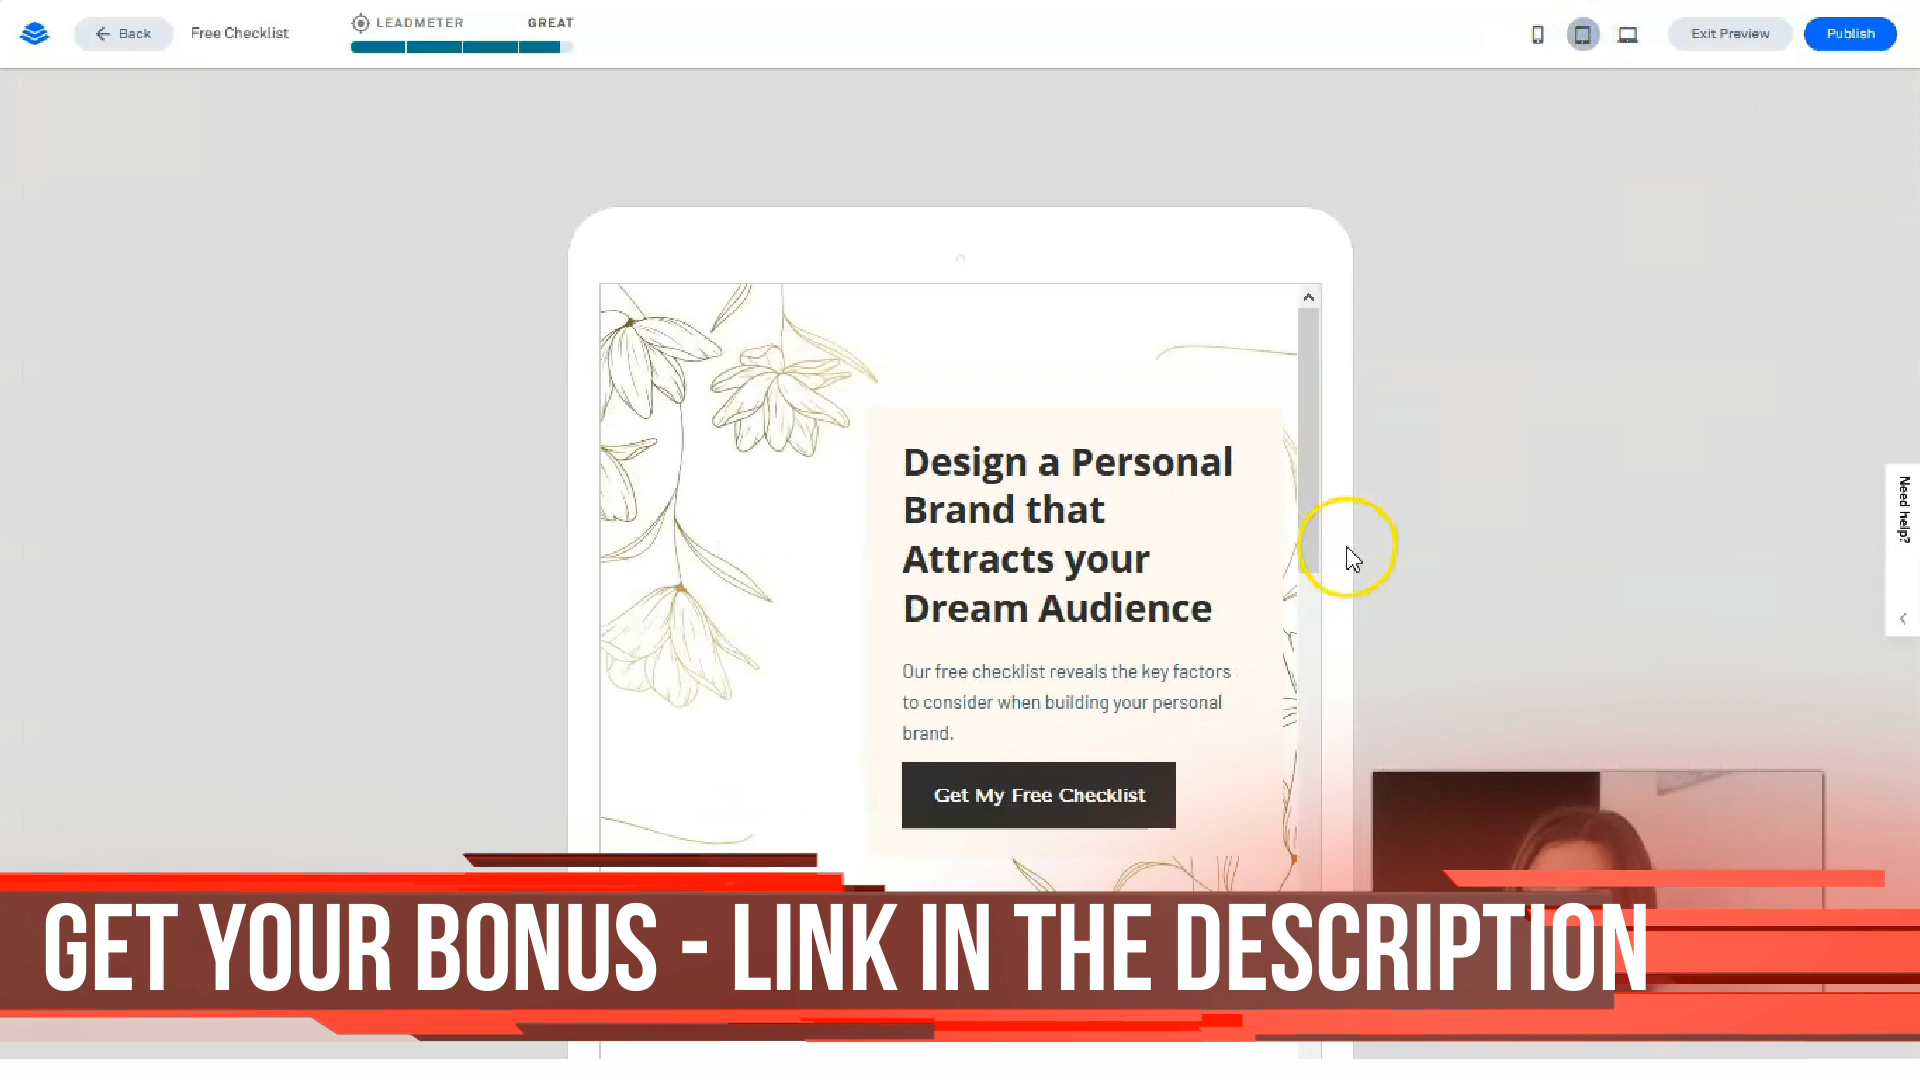 Back
Free Checklist
LEADMETER
GREAT
Exit Preview
Publish
Design a Personal
Brand that
Attracts your
Dream Audience
Our free checklist reveals the key factors
to consider when building your personal
brand.
Get My Free Checklist
Need help?
GET YOUR BONUS - LINK IN THE DESCRIPTION